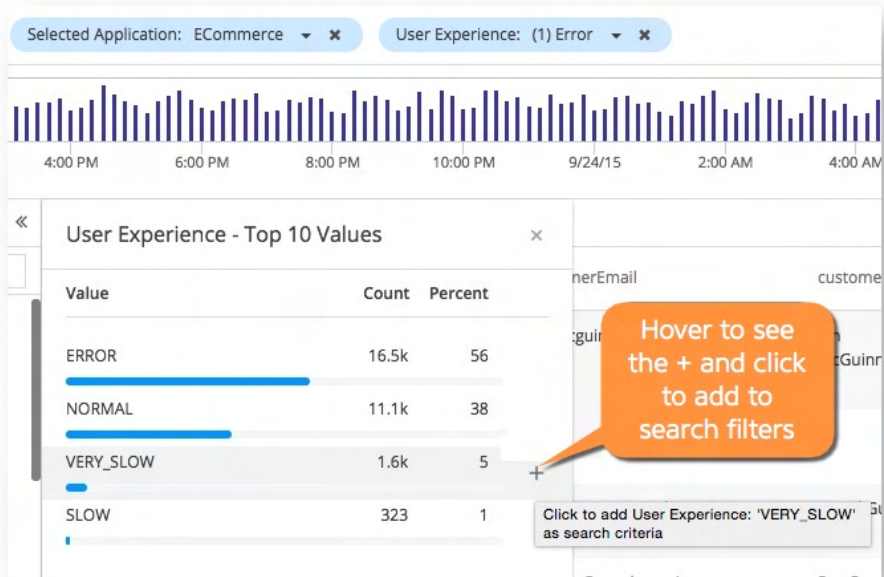 Selected Application: ECommerce
User Experience: (1) Error
4:00 PM 6:00 PM 8:00 PM 10:00 PM 9/24/15 2:00 AM 4:00 AM
User Experience - Top 10 Values
nerEmail custome
Value Count Percent
ERROR 16.5k 56
NORMAL 11.1k 38
VERY_SLOW 1.6k 5
SLOW 323 1
Hover to see
the + and click
to add to
search filters
cGuinr
Click to add User Experience: 'VERY_SLOW'
as search criteria